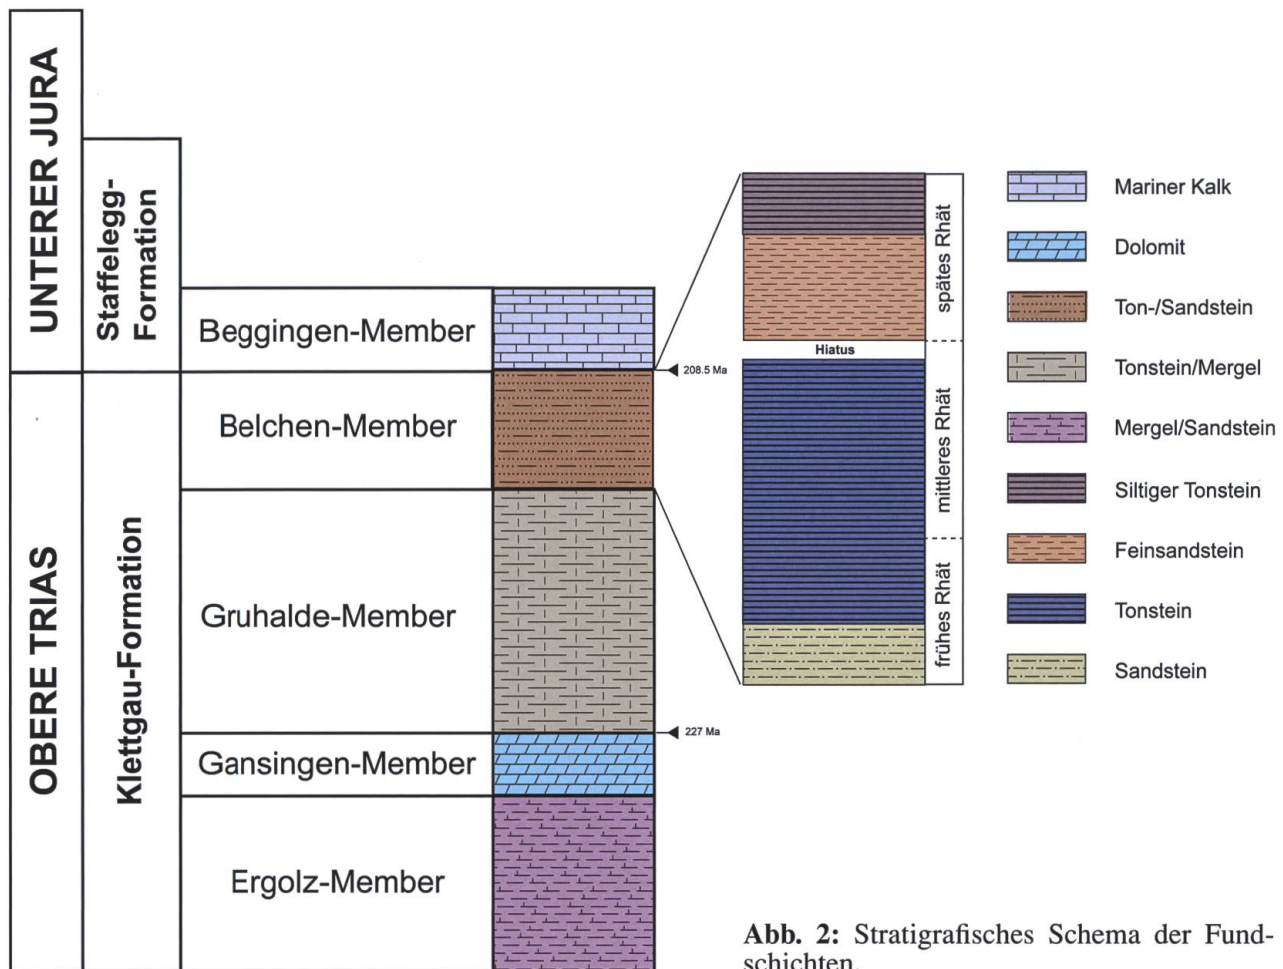 UNTERER JURA
Staffelegg-
Formation
Beggingen-Member
208.5 Ma
OBERE TRIAS
Klettgau-Formation
Belchen-Member
Gruhalde-Member
227 Ma
Gansingen-Member
Ergolz-Member
spätes Rhät
Hiatus
mittleres Rhät
frühes Rhät
Mariner Kalk
Dolomit
Ton-/Sandstein
Tonstein/Mergel
Mergel/Sandstein
Siltiger Tonstein
Feinsandstein
Tonstein
Sandstein
Abb. 2: Stratigrafisches Schema der Fund-
schichten.